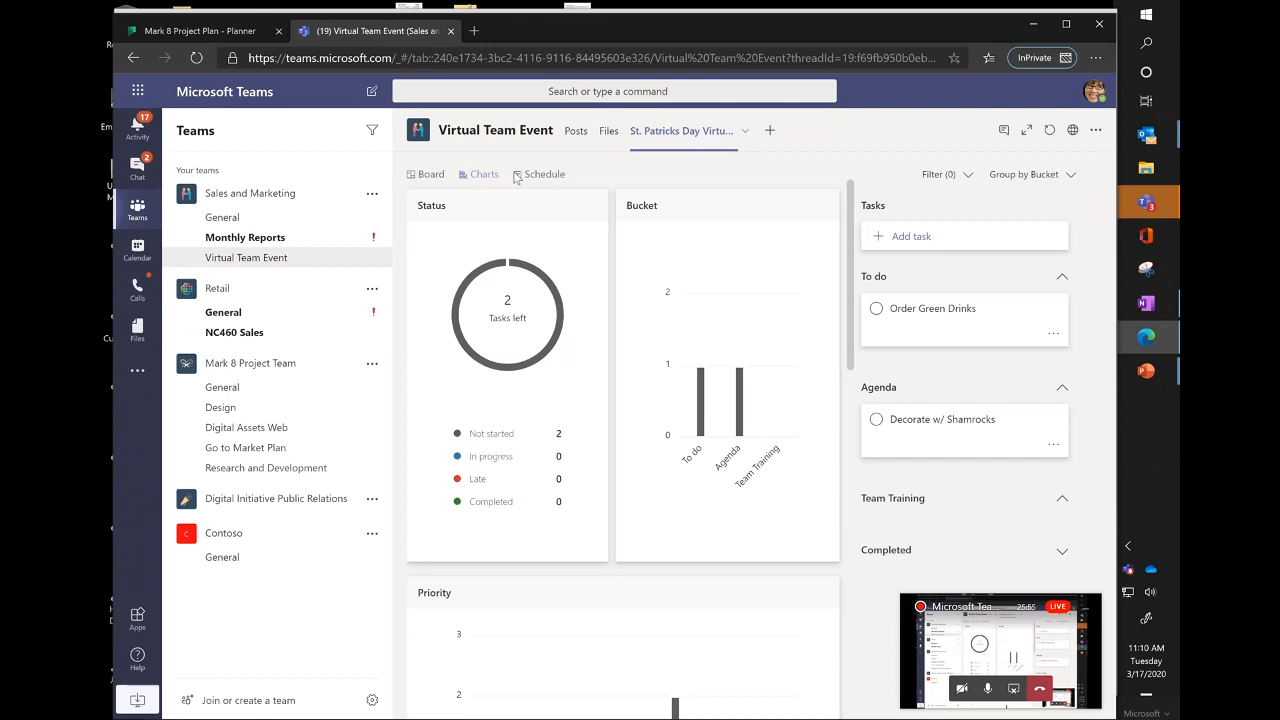 Mark 8 Project Plan - Planner
(19) Virtual Team Event (Sales an
https://teams.microsoft.com/_#/tab::240e1734-3bc2-4116-9116-84495603e326/Virtual%20Team%20Event?threadId=19:f69fb950b0eb...
InPrivate
Microsoft Teams
Search or type a command
17
Activity
2
Chat
Teams
Calendar
Calls
Files
Apps
Help
Teams
Your teams
Sales and Marketing
General
Monthly Reports !
Virtual Team Event
Retail
General !
NC460 Sales
Mark 8 Project Team
General
Design
Digital Assets Web
Go to Market Plan
Research and Development
Digital Initiative Public Relations
C Contoso
General
Join or create a team
Virtual Team Event Posts Files St. Patricks Day Virtu...
Board Charts Schedule
Filter (0) Group by Bucket
Status
2
Tasks left
Not started 2
In progress 0
Late 0
Completed 0
Bucket
2
1
0
To do
Agenda
Team Training
Priority
3
2
Tasks
Add task
To do
Order Green Drinks
Agenda
Decorate w/ Shamrocks
Team Training
Completed
Microsoft Tea... 25:55 LIVE
3
11:10 AM
Tuesday
3/17/2020
Microsoft